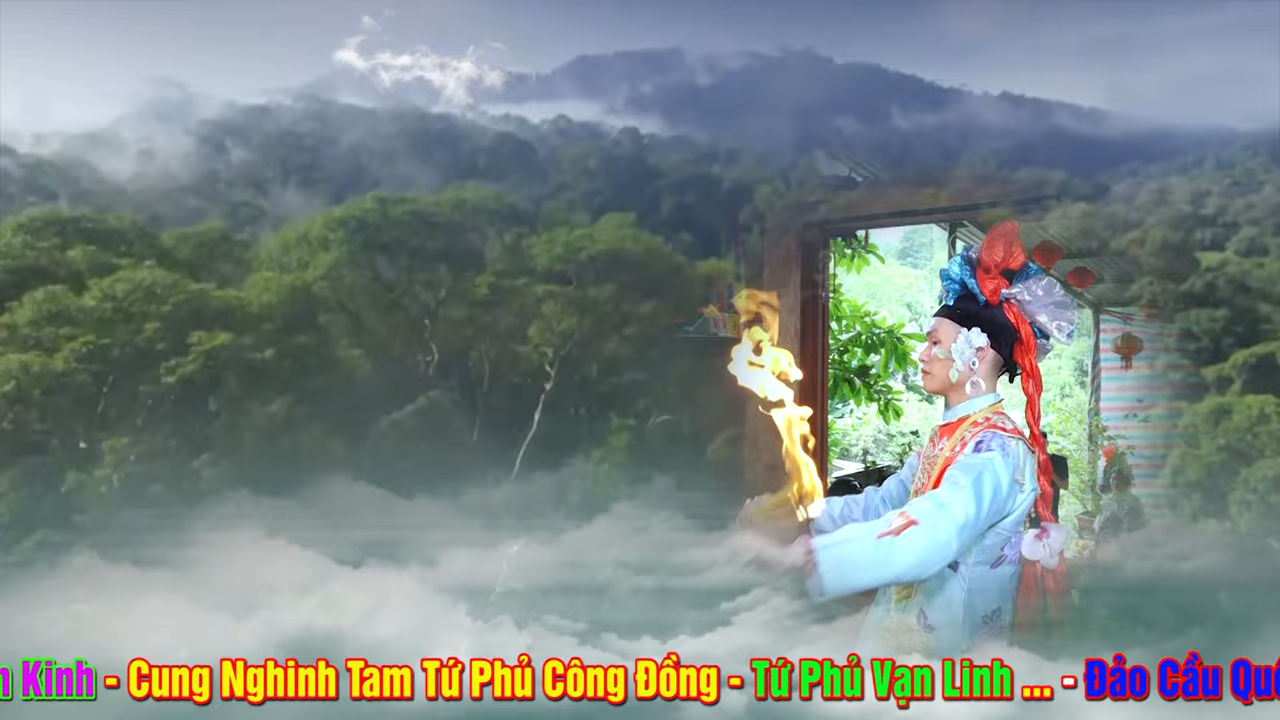 Kinh - Cung Nghinh Tam Tứ Phủ Công Đồng - Tứ Phủ Vạn Linh ... - Đảo Cầu